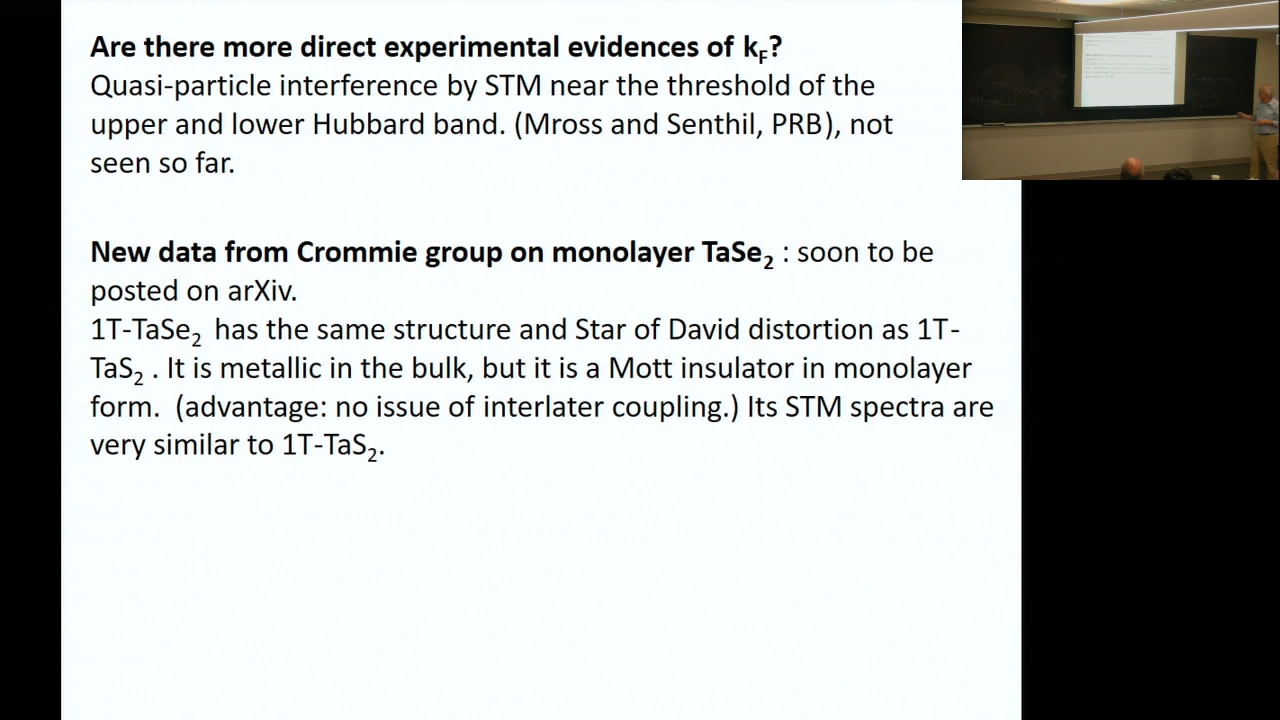 Are there more direct experimental evidences of k_F?
Quasi-particle interference by STM near the threshold of the
upper and lower Hubbard band. (Mross and Senthil, PRB), not
seen so far.
New data from Crommie group on monolayer TaSe₂ : soon to be
posted on arXiv.
1T-TaSe₂ has the same structure and Star of David distortion as 1T-
TaS₂ . It is metallic in the bulk, but it is a Mott insulator in monolayer
form. (advantage: no issue of interlater coupling.) Its STM spectra are
very similar to 1T-TaS₂.